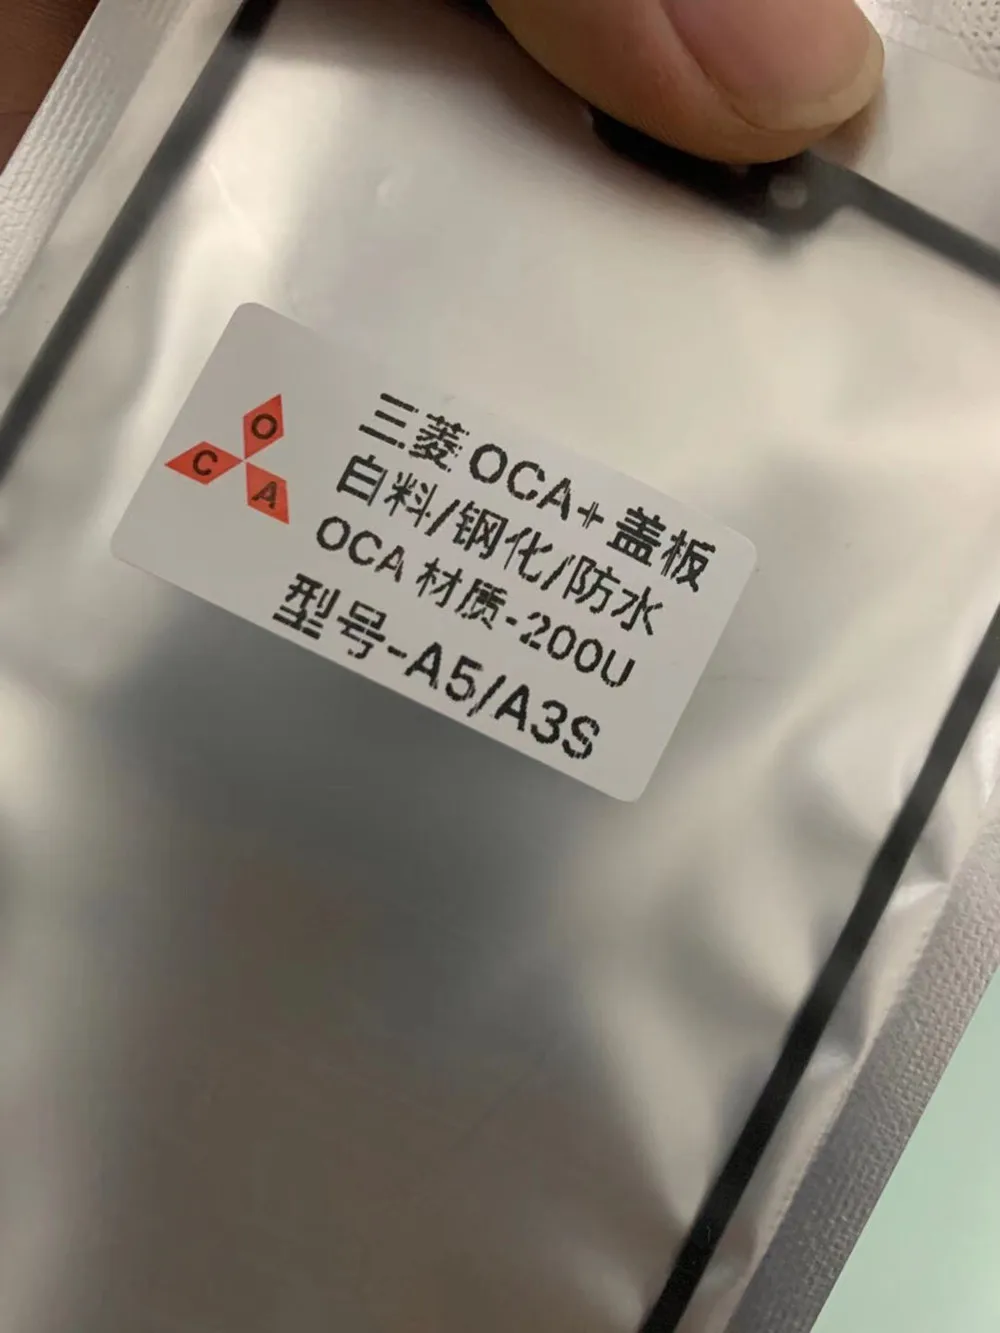 O
C
A
三菱 OCA+ 盖板
白料/钢化/防水
OCA 材质-200U
型号-A5/A3S